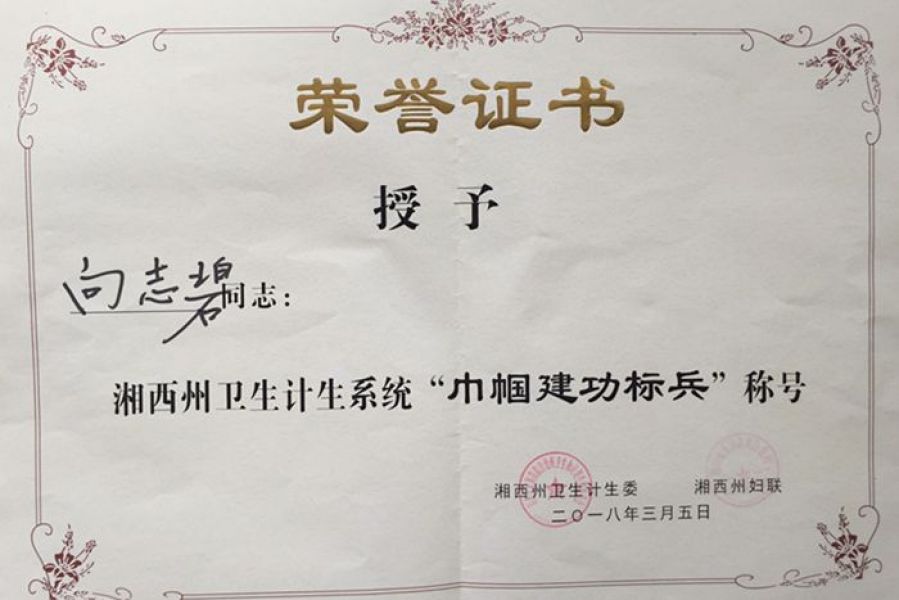 荣誉证书
授予
向志碧同志：
湘西州卫生计生系统“巾帼建功标兵”称号
湘西州卫生计生委 湘西州妇联
二〇一八年三月五日